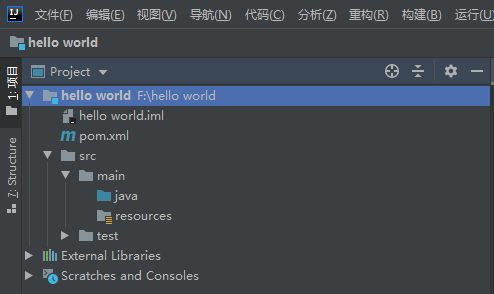 IJ 文件(F) 编辑(E) 视图(V) 导航(N) 代码(C) 分析(Z) 重构(R) 构建(B) 运行(U)
hello world
1: 项目
Project
hello world F:\hello world
hello world.iml
m pom.xml
src
main
java
resources
test
External Libraries
Scratches and Consoles
7: Structure